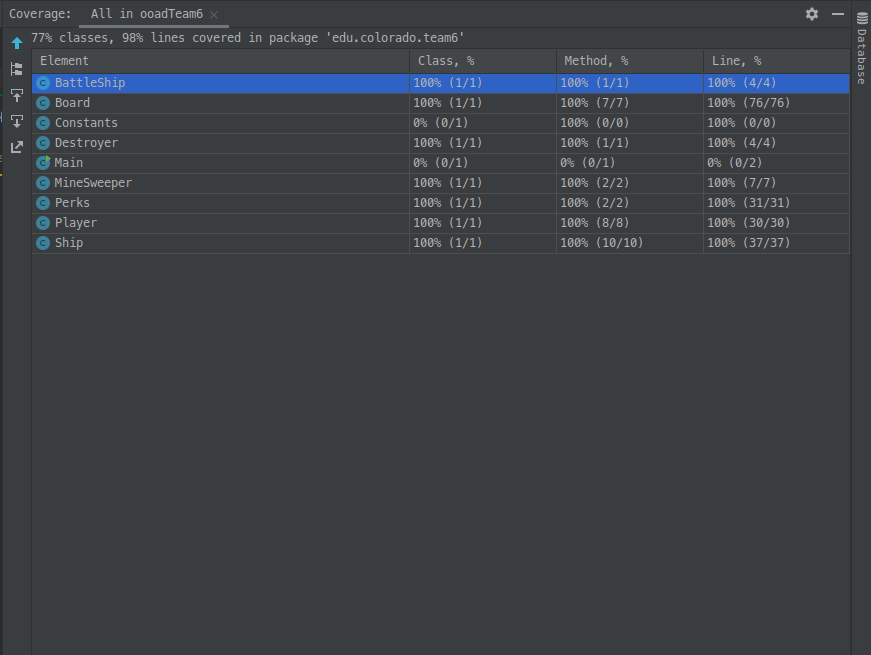 Coverage: All in ooadTeam6
77% classes, 98% lines covered in package 'edu.colorado.team6'
Element Class, % Method, % Line, %
BattleShip 100% (1/1) 100% (1/1) 100% (4/4)
Board 100% (1/1) 100% (7/7) 100% (76/76)
Constants 0% (0/1) 100% (0/0) 100% (0/0)
Destroyer 100% (1/1) 100% (1/1) 100% (4/4)
Main 0% (0/1) 0% (0/1) 0% (0/2)
MineSweeper 100% (1/1) 100% (2/2) 100% (7/7)
Perks 100% (1/1) 100% (2/2) 100% (31/31)
Player 100% (1/1) 100% (8/8) 100% (30/30)
Ship 100% (1/1) 100% (10/10) 100% (37/37)
Database